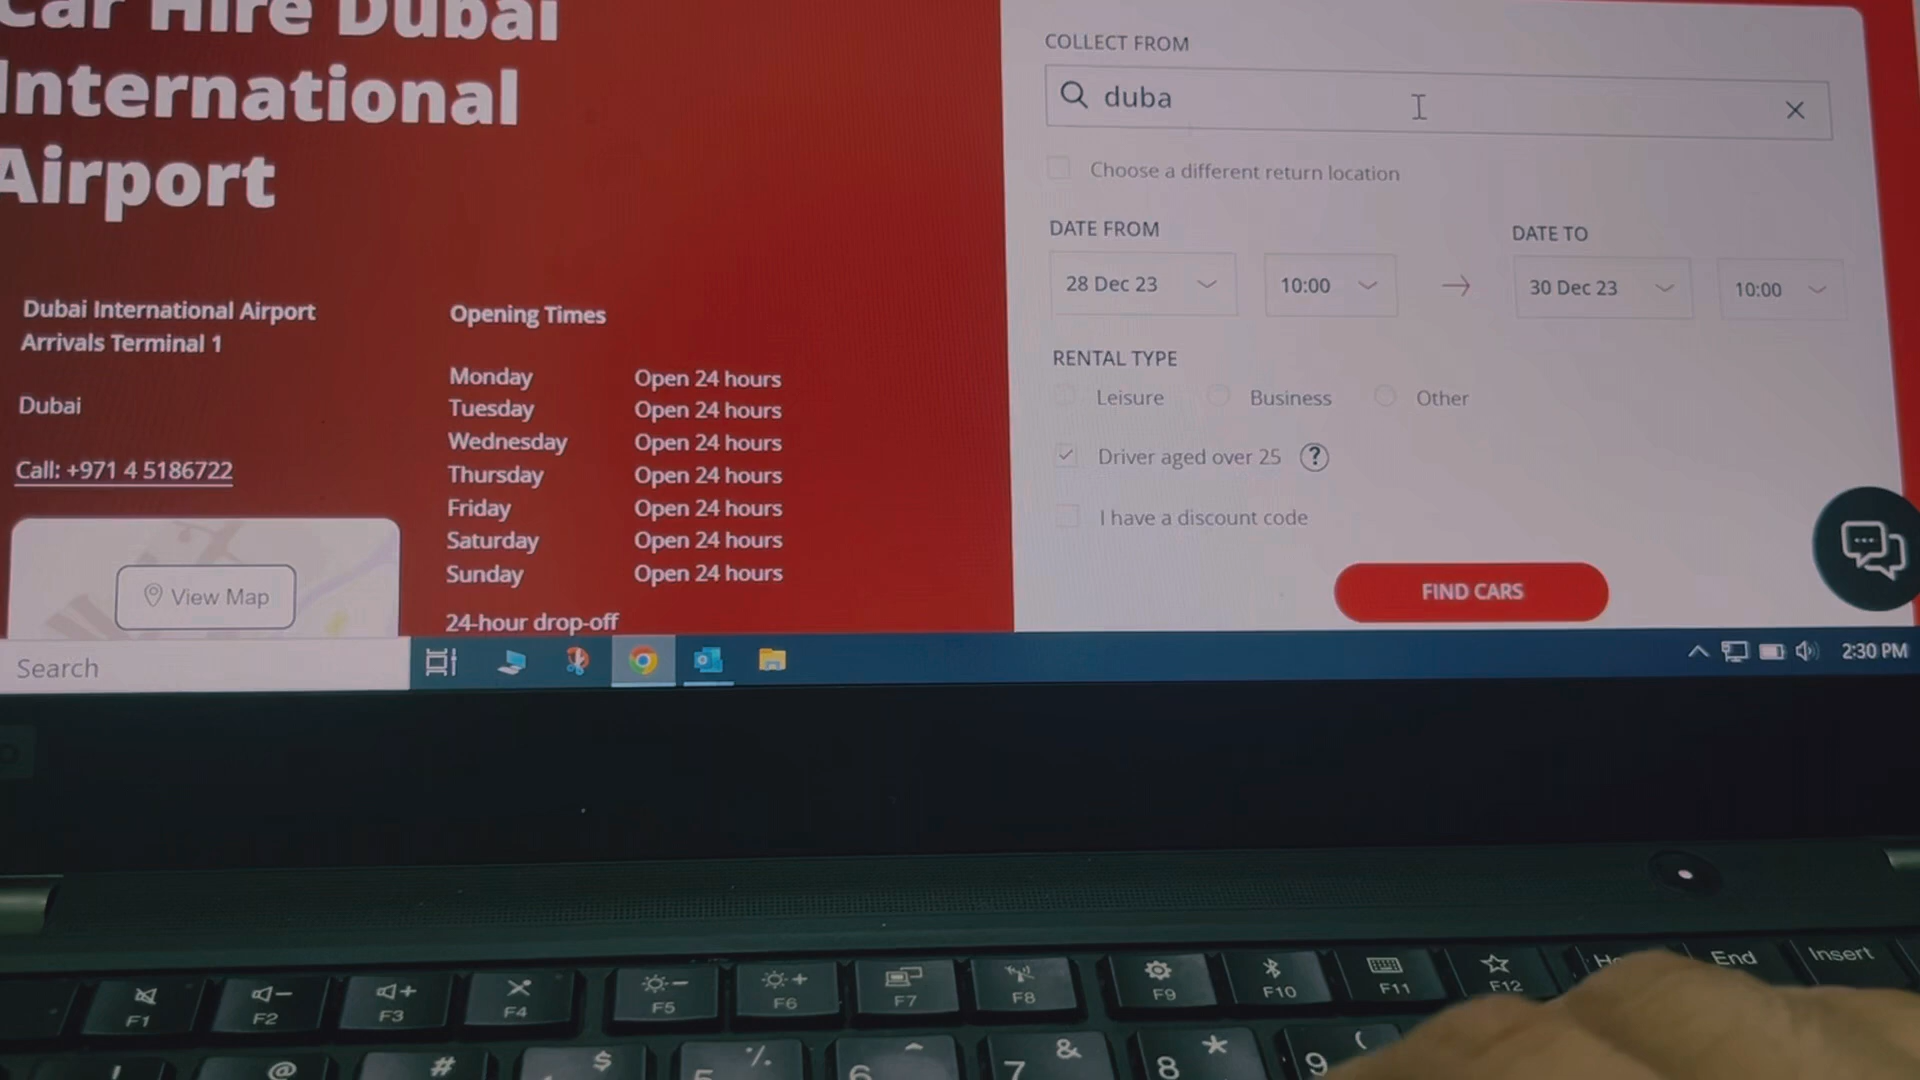 Car Hire Dubai
International
Airport
Dubai International Airport
Arrivals Terminal 1
Dubai
Call: +971 4 5186722
View Map
Opening Times
Monday Open 24 hours
Tuesday Open 24 hours
Wednesday Open 24 hours
Thursday Open 24 hours
Friday Open 24 hours
Saturday Open 24 hours
Sunday Open 24 hours
24-hour drop-off
COLLECT FROM
duba
Choose a different return location
DATE FROM
28 Dec 23
10:00
DATE TO
30 Dec 23
10:00
RENTAL TYPE
Leisure Business Other
Driver aged over 25 ?
I have a discount code
FIND CARS
Search
2:30 PM
End Insert
F1 F2 F3 F4 F5 F6 F7 F8 F9 F10 F11 F12
! @ # $ % ^ & * (
5 6 7 8 9